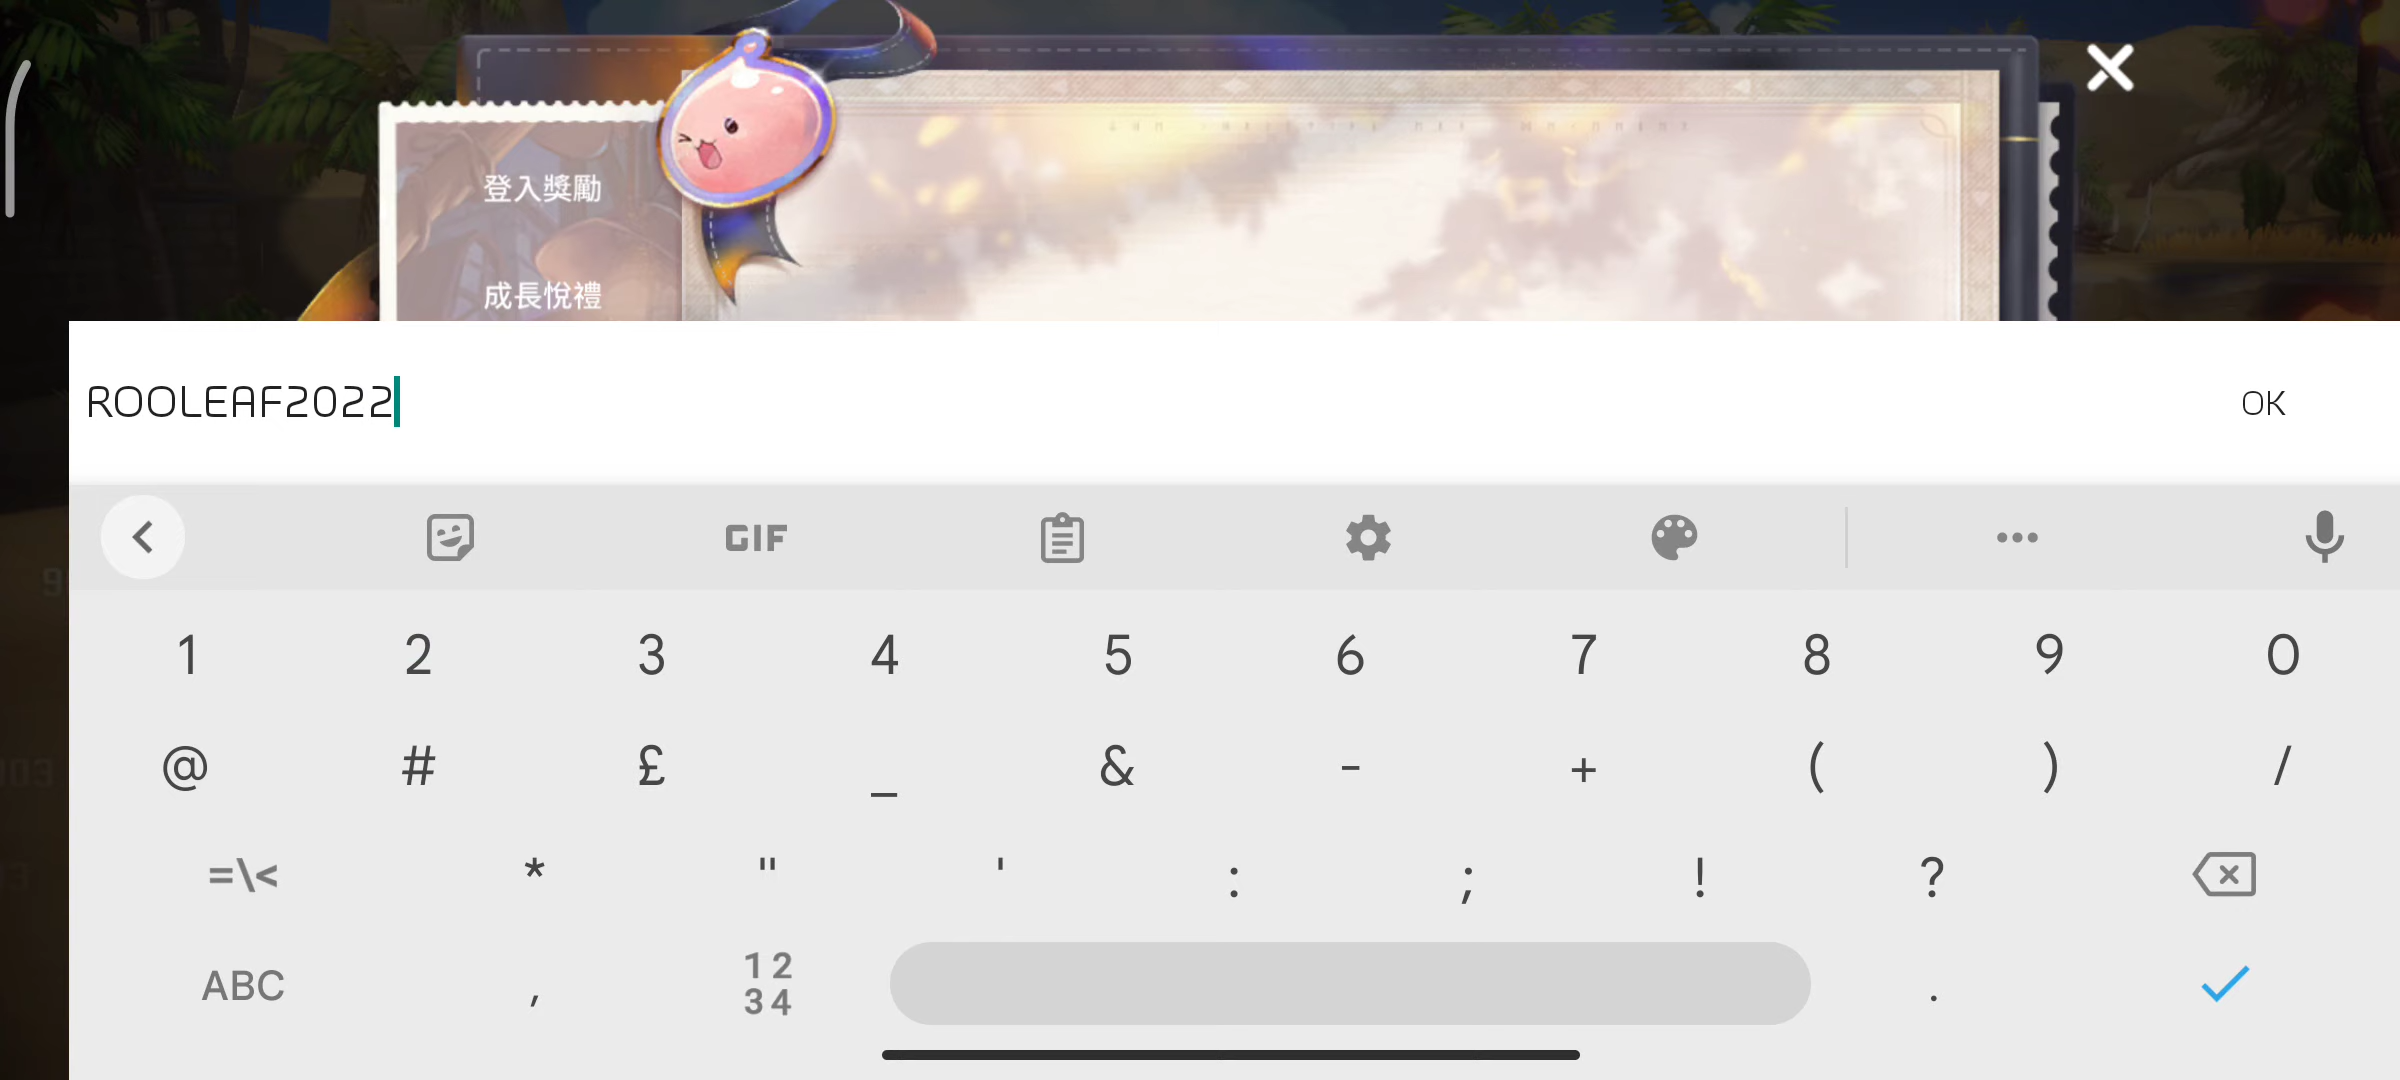 登入獎勵
成長悅禮
ROOLEAF2022
OK
GIF
1 2 3 4 5 6 7 8 9 0
@ # £ _ & - + ( ) /
=\< * " ' : ; ! ?
ABC , 12 .
34